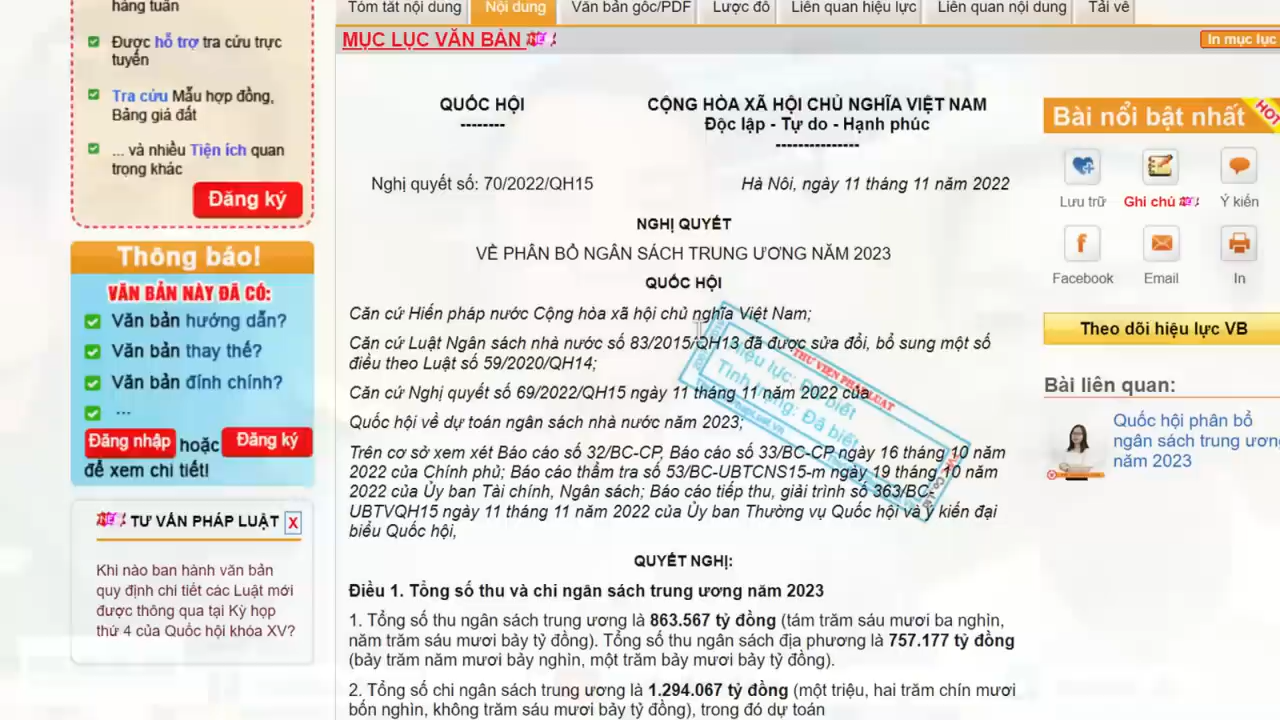 hàng tuần
Được hỗ trợ tra cứu trực
tuyến
Tra cứu Mẫu hợp đồng,
Bảng giá đất
... và nhiều Tiện ích quan
trọng khác
Đăng ký
Thông báo!
VĂN BẢN NÀY ĐÃ CÓ:
Văn bản hướng dẫn?
Văn bản thay thế?
Văn bản đính chính?
...
Đăng nhập hoặc Đăng ký
để xem chi tiết!
TƯ VẤN PHÁP LUẬT X
Khi nào ban hành văn bản
quy định chi tiết các Luật mới
được thông qua tại Kỳ họp
thứ 4 của Quốc hội khóa XV?
Tóm tắt nội dung Nội dung Văn bản gốc/PDF Lược đồ Liên quan hiệu lực Liên quan nội dung Tải về
MỤC LỤC VĂN BẢN
In mục lục
QUỐC HỘI
--------
CỘNG HÒA XÃ HỘI CHỦ NGHĨA VIỆT NAM
Độc lập - Tự do - Hạnh phúc
---------------
Nghị quyết số: 70/2022/QH15
Hà Nội, ngày 11 tháng 11 năm 2022
NGHỊ QUYẾT
VỀ PHÂN BỔ NGÂN SÁCH TRUNG ƯƠNG NĂM 2023
QUỐC HỘI
Căn cứ Hiến pháp nước Cộng hòa xã hội chủ nghĩa Việt Nam;
Căn cứ Luật Ngân sách nhà nước số 83/2015/QH13 đã được sửa đổi, bổ sung một số
điều theo Luật số 59/2020/QH14;
Căn cứ Nghị quyết số 69/2022/QH15 ngày 11 tháng 11 năm 2022 của
Quốc hội về dự toán ngân sách nhà nước năm 2023;
Trên cơ sở xem xét Báo cáo số 32/BC-CP, Báo cáo số 33/BC-CP ngày 16 tháng 10 năm
2022 của Chính phủ; Báo cáo thẩm tra số 53/BC-UBTCNS15-m ngày 19 tháng 10 năm
2022 của Ủy ban Tài chính, Ngân sách; Báo cáo tiếp thu, giải trình số 363/BC-
UBTVQH15 ngày 11 tháng 11 năm 2022 của Ủy ban Thường vụ Quốc hội và ý kiến đại
biểu Quốc hội,
QUYẾT NGHỊ:
Điều 1. Tổng số thu và chi ngân sách trung ương năm 2023
1. Tổng số thu ngân sách trung ương là 863.567 tỷ đồng (tám trăm sáu mươi ba nghìn,
năm trăm sáu mươi bảy tỷ đồng). Tổng số thu ngân sách địa phương là 757.177 tỷ đồng
(bảy trăm năm mươi bảy nghìn, một trăm bảy mươi bảy tỷ đồng).
2. Tổng số chi ngân sách trung ương là 1.294.067 tỷ đồng (một triệu, hai trăm chín mươi
bốn nghìn, không trăm sáu mươi bảy tỷ đồng), trong đó dự toán
THƯ VIỆN PHÁP LUẬT
Hiệu lực: Đã biết
Tình trạng: Đã biết
Bài nổi bật nhất
HOT
Lưu trữ Ghi chú Ý kiến
Facebook Email In
Theo dõi hiệu lực VB
Bài liên quan:
Quốc hội phân bổ
ngân sách trung ương
năm 2023